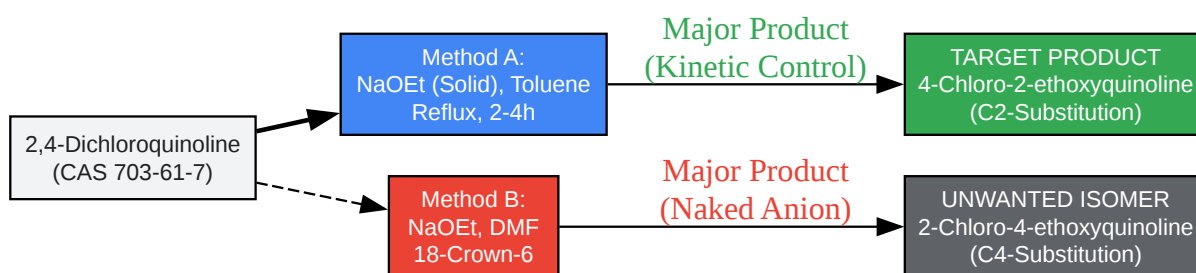 2,4-Dichloroquinoline
(CAS 703-61-7)
Method A:
NaOEt (Solid), Toluene
Reflux, 2-4h
Major Product
(Kinetic Control)
TARGET PRODUCT
4-Chloro-2-ethoxyquinoline
(C2-Substitution)
Method B:
NaOEt, DMF
18-Crown-6
Major Product
(Naked Anion)
UNWANTED ISOMER
2-Chloro-4-ethoxyquinoline
(C4-Substitution)